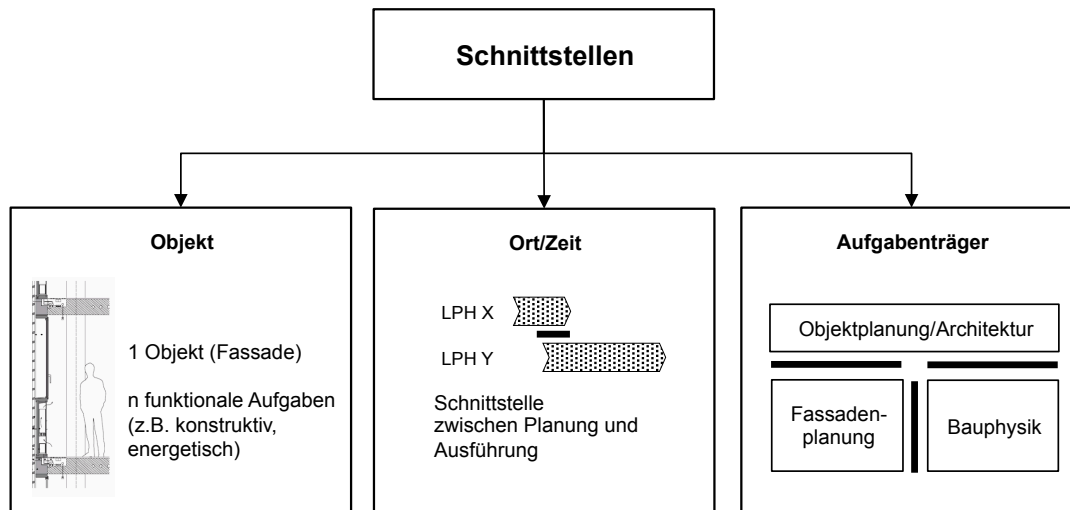 Schnittstellen
Objekt
1 Objekt (Fassade)
n funktionale Aufgaben
(z.B. konstruktiv,
energetisch)
Ort/Zeit
LPH X
LPH Y
Schnittstelle
zwischen Planung und
Ausführung
Aufgabenträger
Objektplanung/Architektur
Fassaden-
planung
Bauphysik